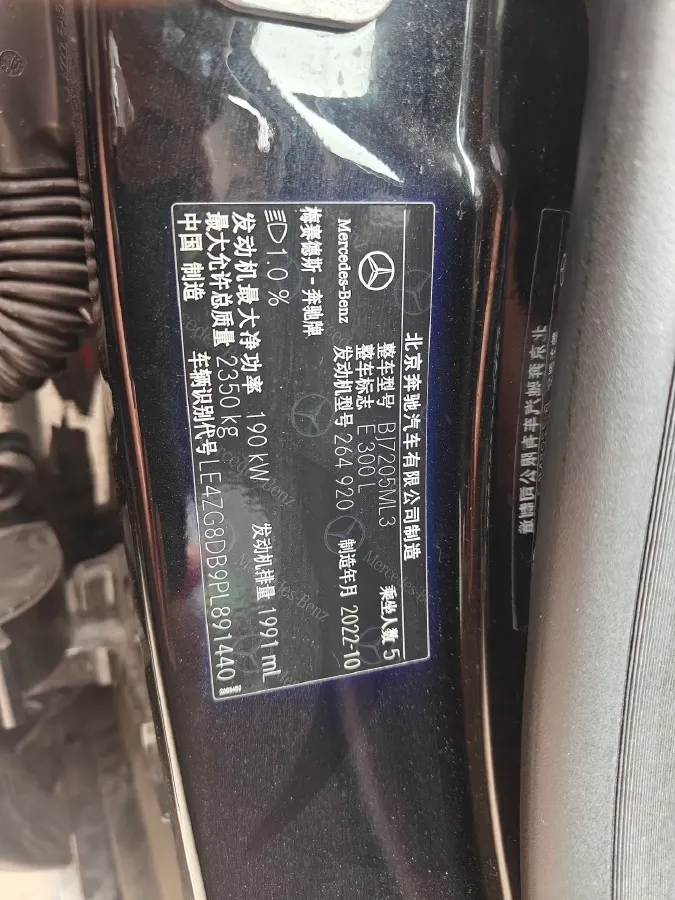 北京奔驰汽车有限公司制造
Mercedes-Benz
梅赛德斯-奔驰牌
整车型号 BJ7205ML3 乘坐人数 5
整车标志 E 300 L
发动机型号 264 920 制造年月 2022-10
1.0 %
发动机最大净功率 190 kW 发动机排量 1991 mL
最大允许总质量 2350 kg
中国 制造 车辆识别代号 LE4ZG8DB9PL891440